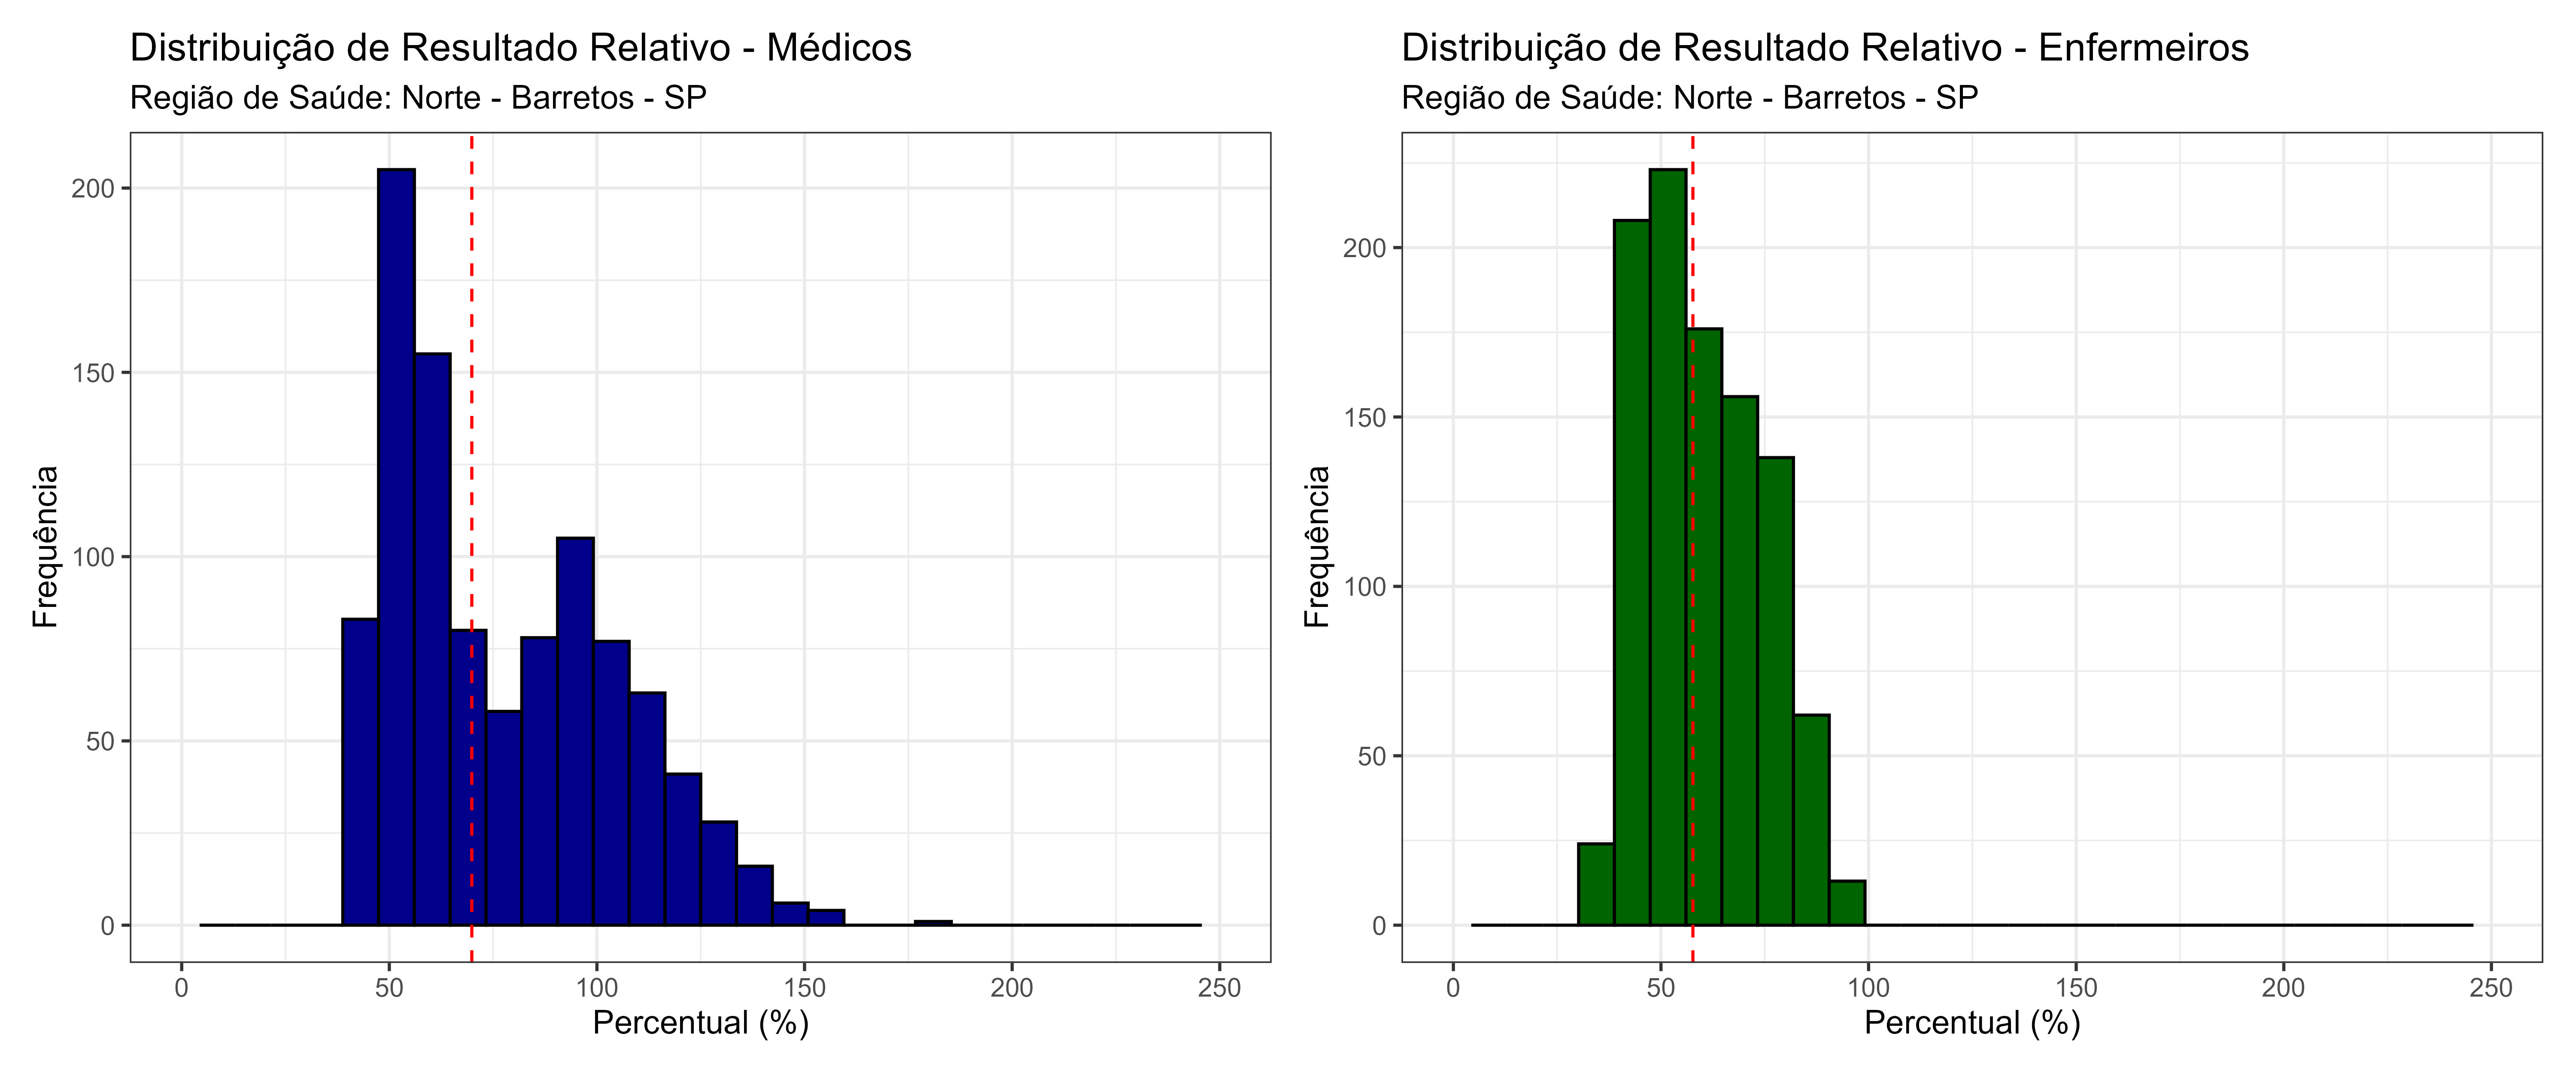 Distribuição de Resultado Relativo - Médicos
Região de Saúde: Norte - Barretos - SP
200
150
100
50
0
Frequência
0 50 100 150 200 250
Percentual (%)
Distribuição de Resultado Relativo - Enfermeiros
Região de Saúde: Norte - Barretos - SP
200
150
100
50
0
Frequência
0 50 100 150 200 250
Percentual (%)